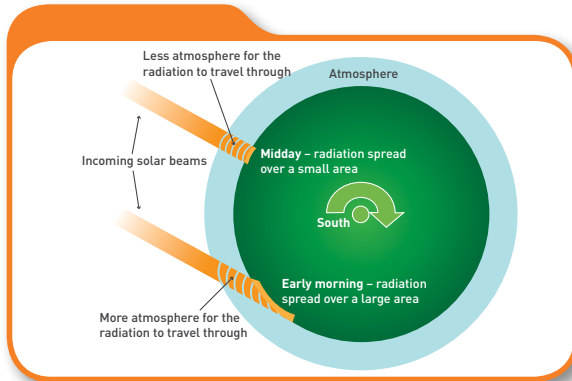 Less atmosphere for the
radiation to travel through
Atmosphere
Incoming solar beams
Midday – radiation spread
over a small area
South
Early morning – radiation
spread over a large area
More atmosphere for the
radiation to travel through